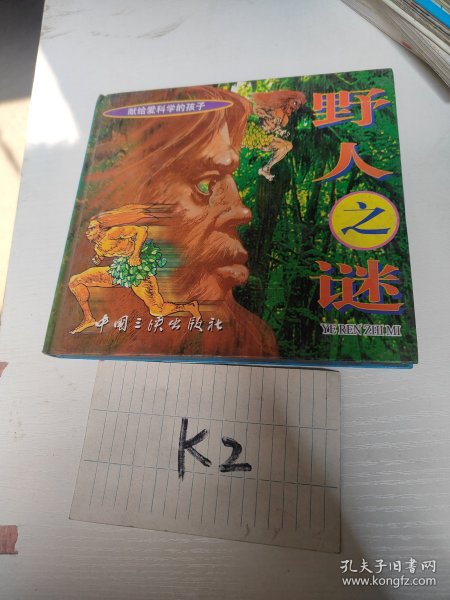 献给爱科学的孩子
野人之谜
YE REN ZHI MI
中国三峡出版社
K2
孔夫子旧书网
www.kongfz.com